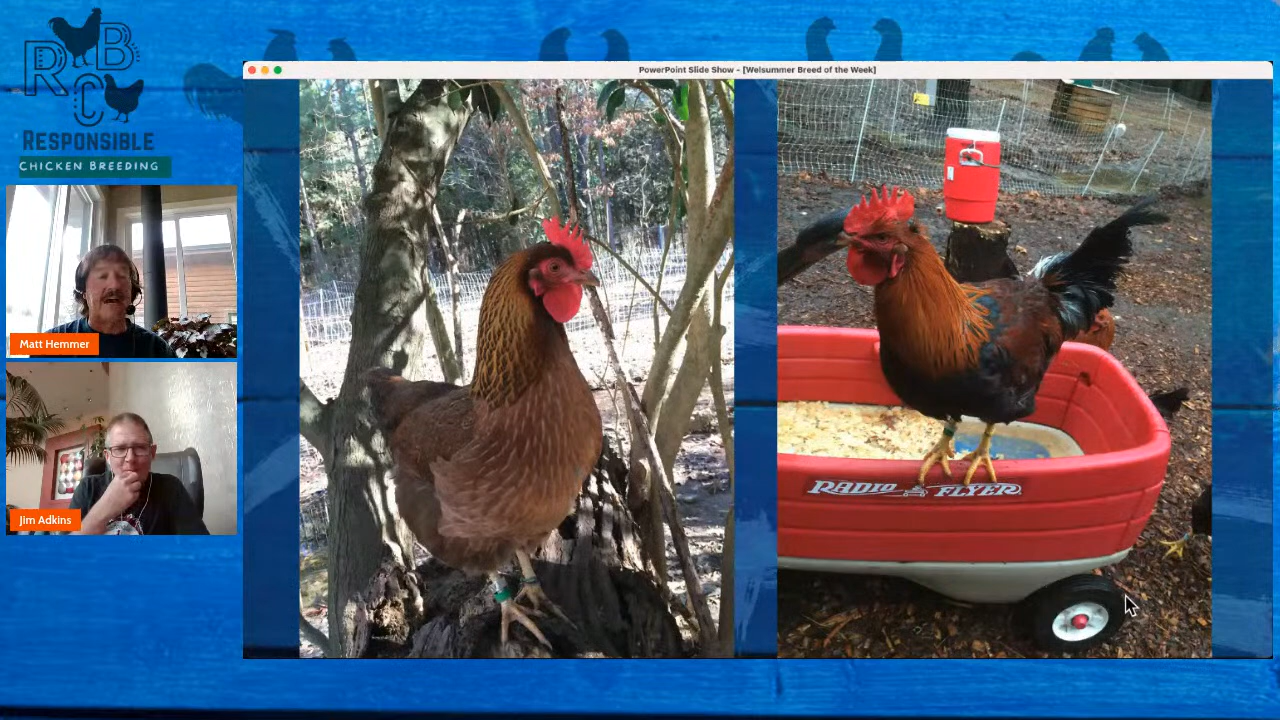 RBC
RESPONSIBLE
CHICKEN BREEDING
PowerPoint Slide Show - [Welsummer Breed of the Week]
Matt Hemmer
Jim Adkins
RADIO FLYER